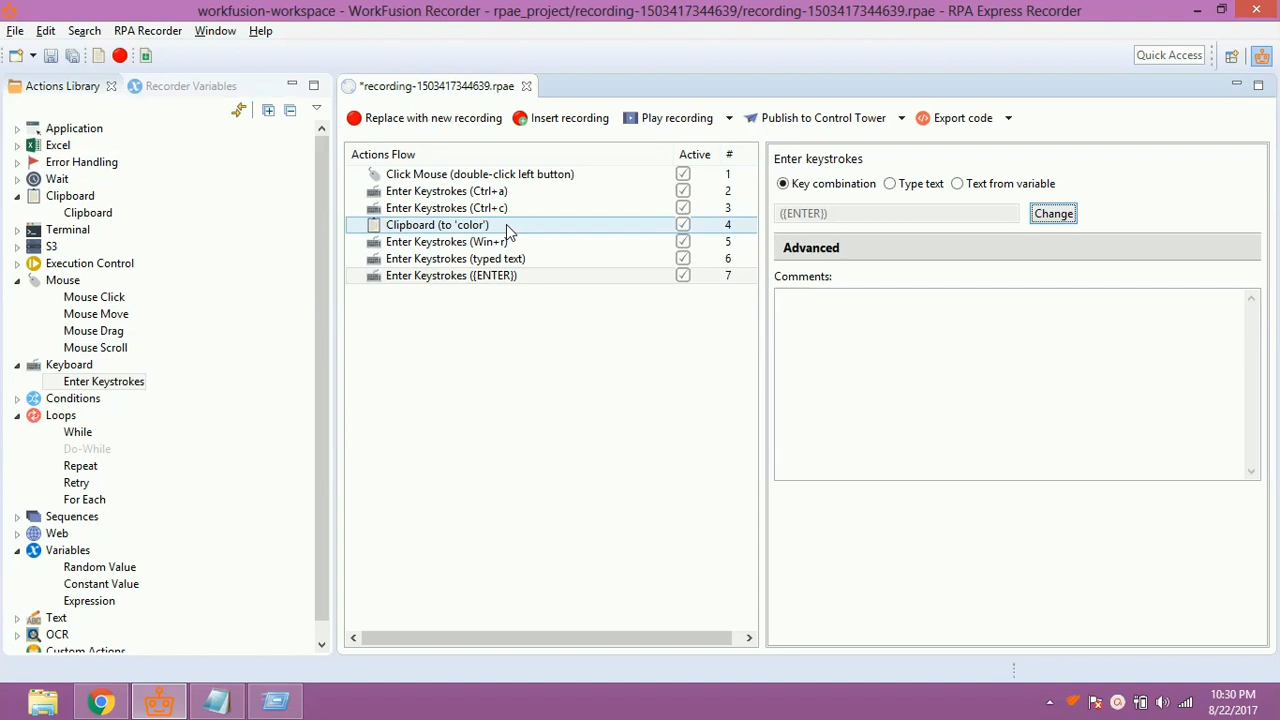 workfusion-workspace - WorkFusion Recorder - rpae_project/recording-1503417344639/recording-1503417344639.rpae - RPA Express Recorder
File Edit Search RPA Recorder Window Help
Quick Access
Actions Library Recorder Variables
*recording-1503417344639.rpae
Replace with new recording Insert recording Play recording Publish to Control Tower Export code
Application
Excel
Error Handling
Wait
Clipboard
Clipboard
Terminal
S3
Execution Control
Mouse
Mouse Click
Mouse Move
Mouse Drag
Mouse Scroll
Keyboard
Enter Keystrokes
Conditions
Loops
While
Do-While
Repeat
Retry
For Each
Sequences
Web
Variables
Random Value
Constant Value
Expression
Text
OCR
Custom Actions
Actions Flow Active #
Click Mouse (double-click left button) 1
Enter Keystrokes (Ctrl+a) 2
Enter Keystrokes (Ctrl+c) 3
Clipboard (to 'color') 4
Enter Keystrokes (Win+r) 5
Enter Keystrokes (typed text) 6
Enter Keystrokes ({ENTER}) 7
Enter keystrokes
Key combination Type text Text from variable
({ENTER}) Change
Advanced
Comments:
10:30 PM
8/22/2017